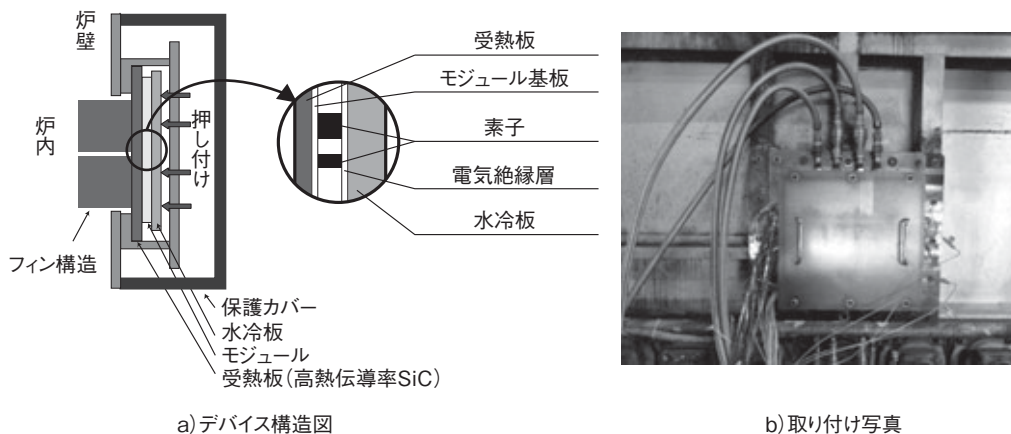 炉壁
炉内
押し付け
フィン構造
受熱板
モジュール基板
素子
電気絶縁層
水冷板
保護カバー
水冷板
モジュール
受熱板（高熱伝導率SiC）
a）デバイス構造図
b）取り付け写真